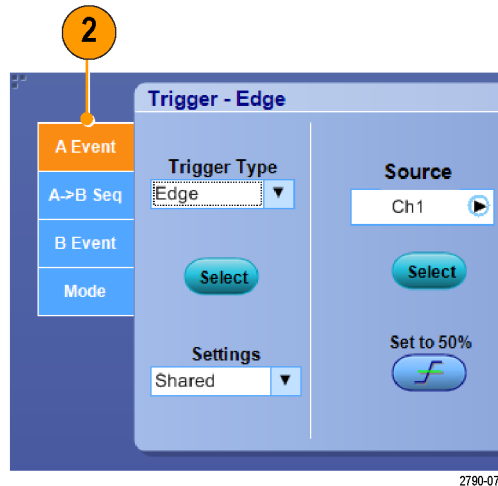 2
Trigger - Edge
A Event
A->B Seq
B Event
Mode
Trigger Type
Edge
Select
Settings
Shared
Source
Ch1
Select
Set to 50%
2790-07